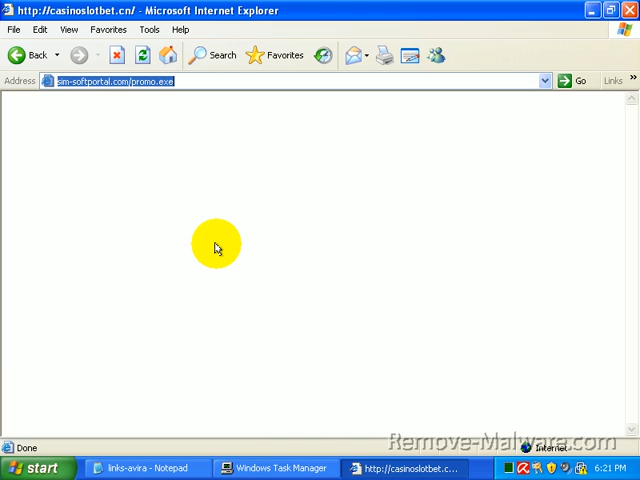 http://casinoslotbet.cn/ - Microsoft Internet Explorer
File Edit View Favorites Tools Help
Back Search Favorites
Address sim-softportal.com/promo.exe Go Links »
Remove-Malware.com
Done Internet
start links-avira - Notepad Windows Task Manager http://casinoslotbet.c... 6:21 PM